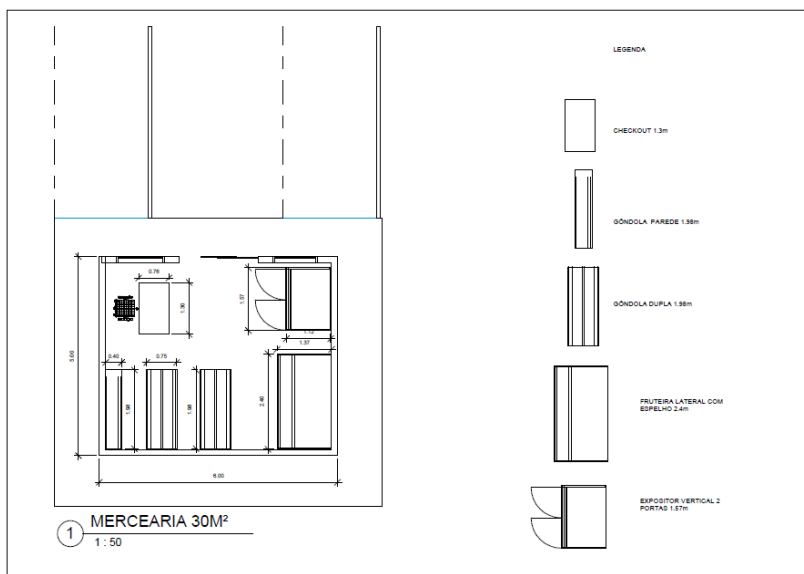 LEGENDA
CHECKOUT 1.3m
GÔNDOLA PAREDE 1.98m
GÔNDOLA DUPLA 1.98m
FRUTEIRA LATERAL COM
ESPELHO 2.4m
EXPOSITOR VERTICAL 2
PORTAS 1.57m
0.76
1.30
1.57
1.12
1.37
5.00
0.40
0.75
1.98
1.98
2.40
6.00
1
MERCEARIA 30M²
1 : 50